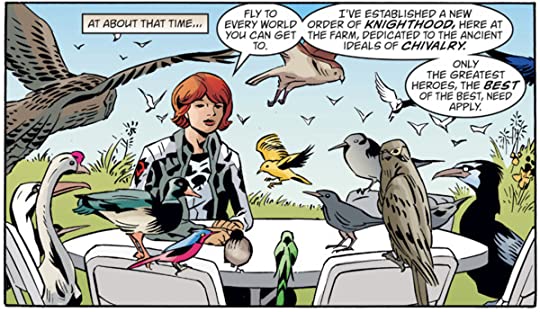 AT ABOUT THAT TIME...
FLY TO
EVERY WORLD
YOU CAN GET
TO.
I'VE ESTABLISHED A NEW
ORDER OF KNIGHTHOOD, HERE AT
THE FARM, DEDICATED TO THE ANCIENT
IDEALS OF CHIVALRY.
ONLY
THE GREATEST
HEROES, THE BEST
OF THE BEST, NEED
APPLY.